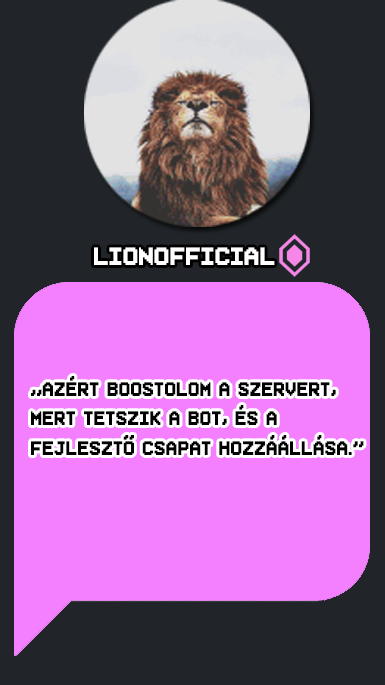 LIONOFFICIAL
„AZÉRT BOOSTOLOM A SZERVERT,
MERT TETSZIK A BOT, ÉS A
FEJLESZTŐ CSAPAT HOZZÁÁLLÁSA.”